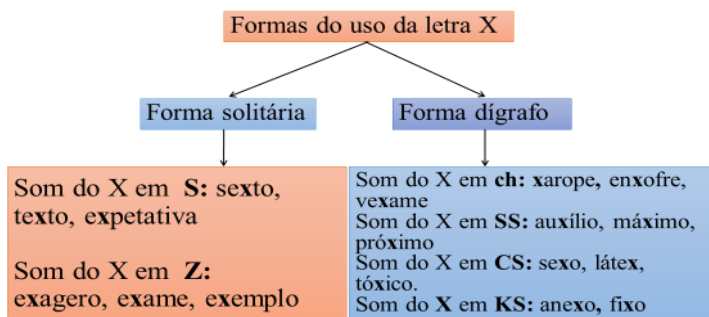 Formas do uso da letra X
Forma solitária
Forma dígrafo
Som do X em S: sexto,
texto, expetativa
Som do X em Z:
exagero, exame, exemplo
Som do X em ch: xarope, enxofre,
vexame
Som do X em SS: auxílio, máximo,
próximo
Som do X em CS: sexo, látex,
tóxico.
Som do X em KS: anexo, fixo